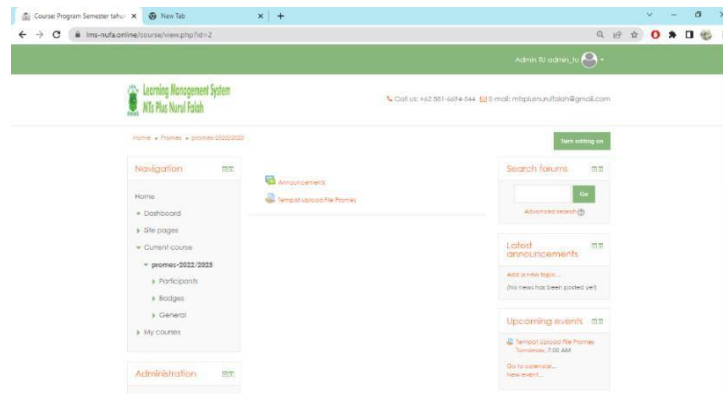 Course: Program Semester tahu
New Tab
lms-nufa.online/course/view.php?id=2
Admin TU admin_tu
Learning Management System
MTs Plus Nurul Falah
Call us: +62 881-6694-544 E-mail: mtsplusnurulfalah@gmail.com
Home Promes promes-2022/2023
Turn editing on
Navigation
Home
Dashboard
Site pages
Current course
promes-2022/2023
Participants
Badges
General
My courses
Administration
Announcements
Tempat Upload File Promes
Search forums
Go
Advanced search
Latest
announcements
Add a new topic...
(No news has been posted yet)
Upcoming events
Tempat Upload File Promes
Tomorrow, 7:00 AM
Go to calendar...
New event...